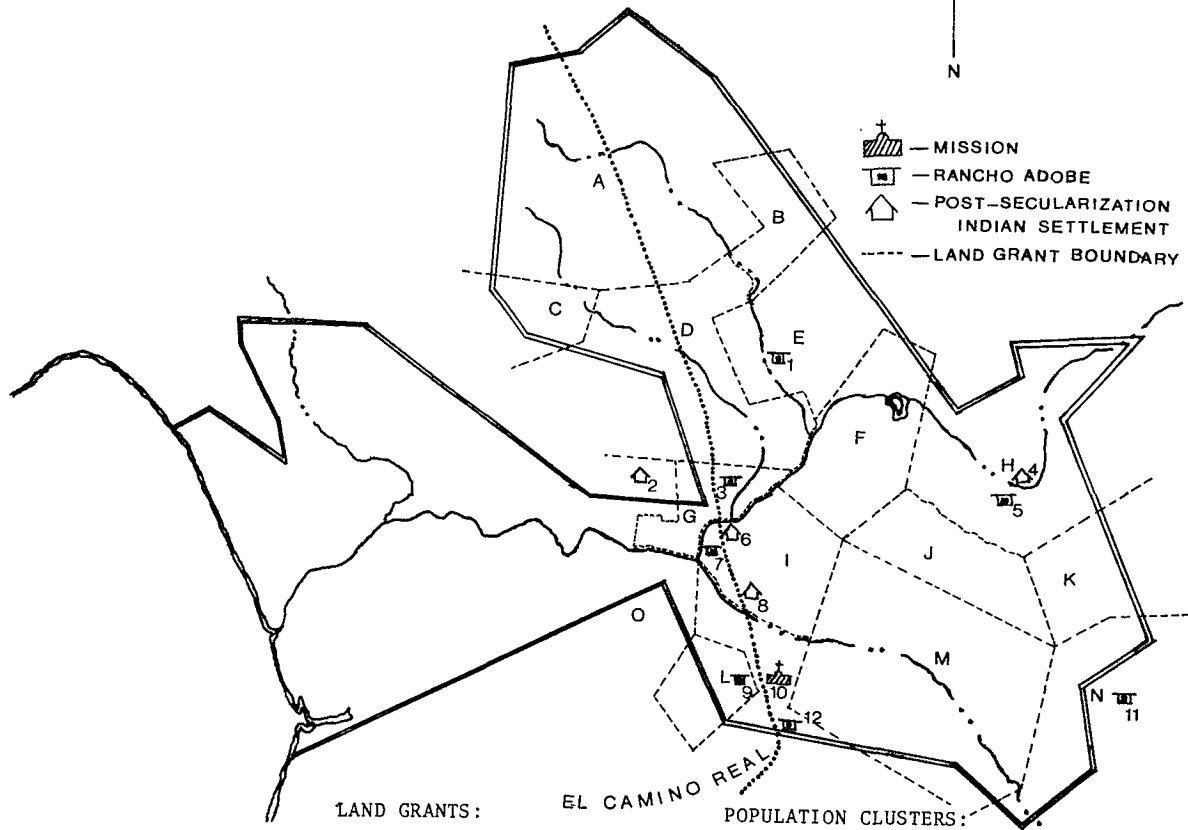 N
— MISSION
— RANCHO ADOBE
— POST–SECULARIZATION
INDIAN SETTLEMENT
— LAND GRANT BOUNDARY
A
B
C
D
E
1
F
H
4
2
3
5
G
6
7
I
J
K
8
O
M
L
9
10
N
11
12
EL CAMINO REAL
LAND GRANTS:
POPULATION CLUSTERS: